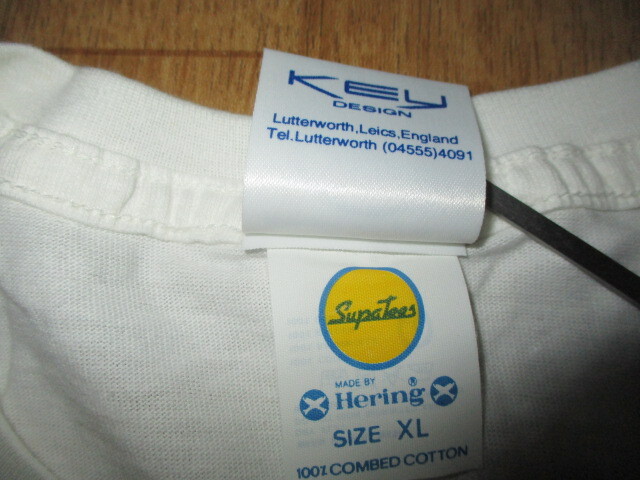 KEY
DESIGN
Lutterworth,Leics,England
Tel.Lutterworth (04555)4091
SupaTees
MADE BY
Hering®
SIZE XL
100% COMBED COTTON